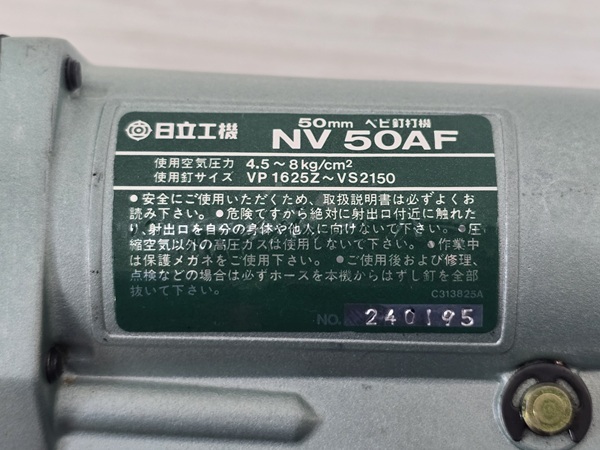 50mm ベビ釘打機
日立工機 NV 50AF
使用空気圧力 4.5～8kg/cm²
使用釘サイズ VP1625Z～VS2150
●安全にご使用いただくため、取扱説明書は必ずよくお
読み下さい。●危険ですから絶対に射出口付近に触れた
り、射出口を自分の身体や他人に向けないで下さい。●圧
縮空気以外の高圧ガスは使用しないで下さい。●作業中
は保護メガネをご使用下さい。●ご使用後および修理、
点検などの場合は必ずホースを本機からはずし釘を全部
抜いて下さい。
C313825A
NO. 240195